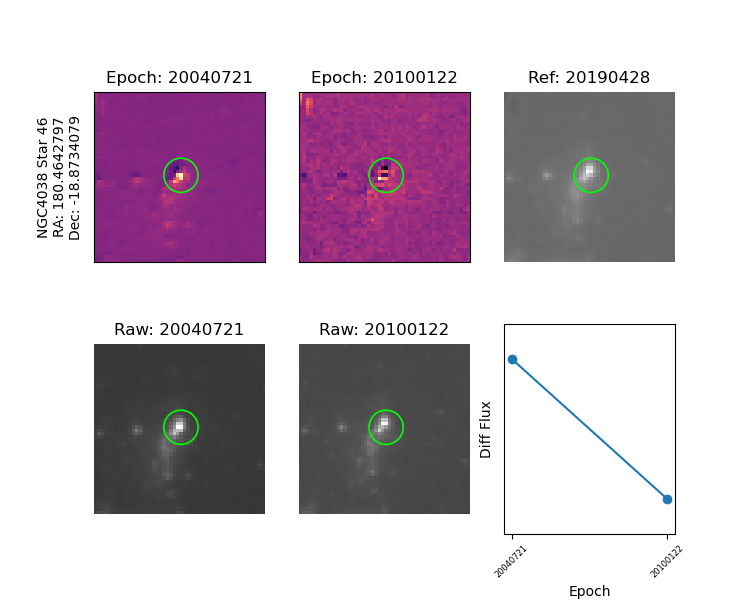 Epoch: 20040721
Epoch: 20100122
Ref: 20190428
NGC4038 Star 46
RA: 180.4642797
Dec: -18.8734079
Raw: 20040721
Raw: 20100122
Diff Flux
20040721
20100122
Epoch